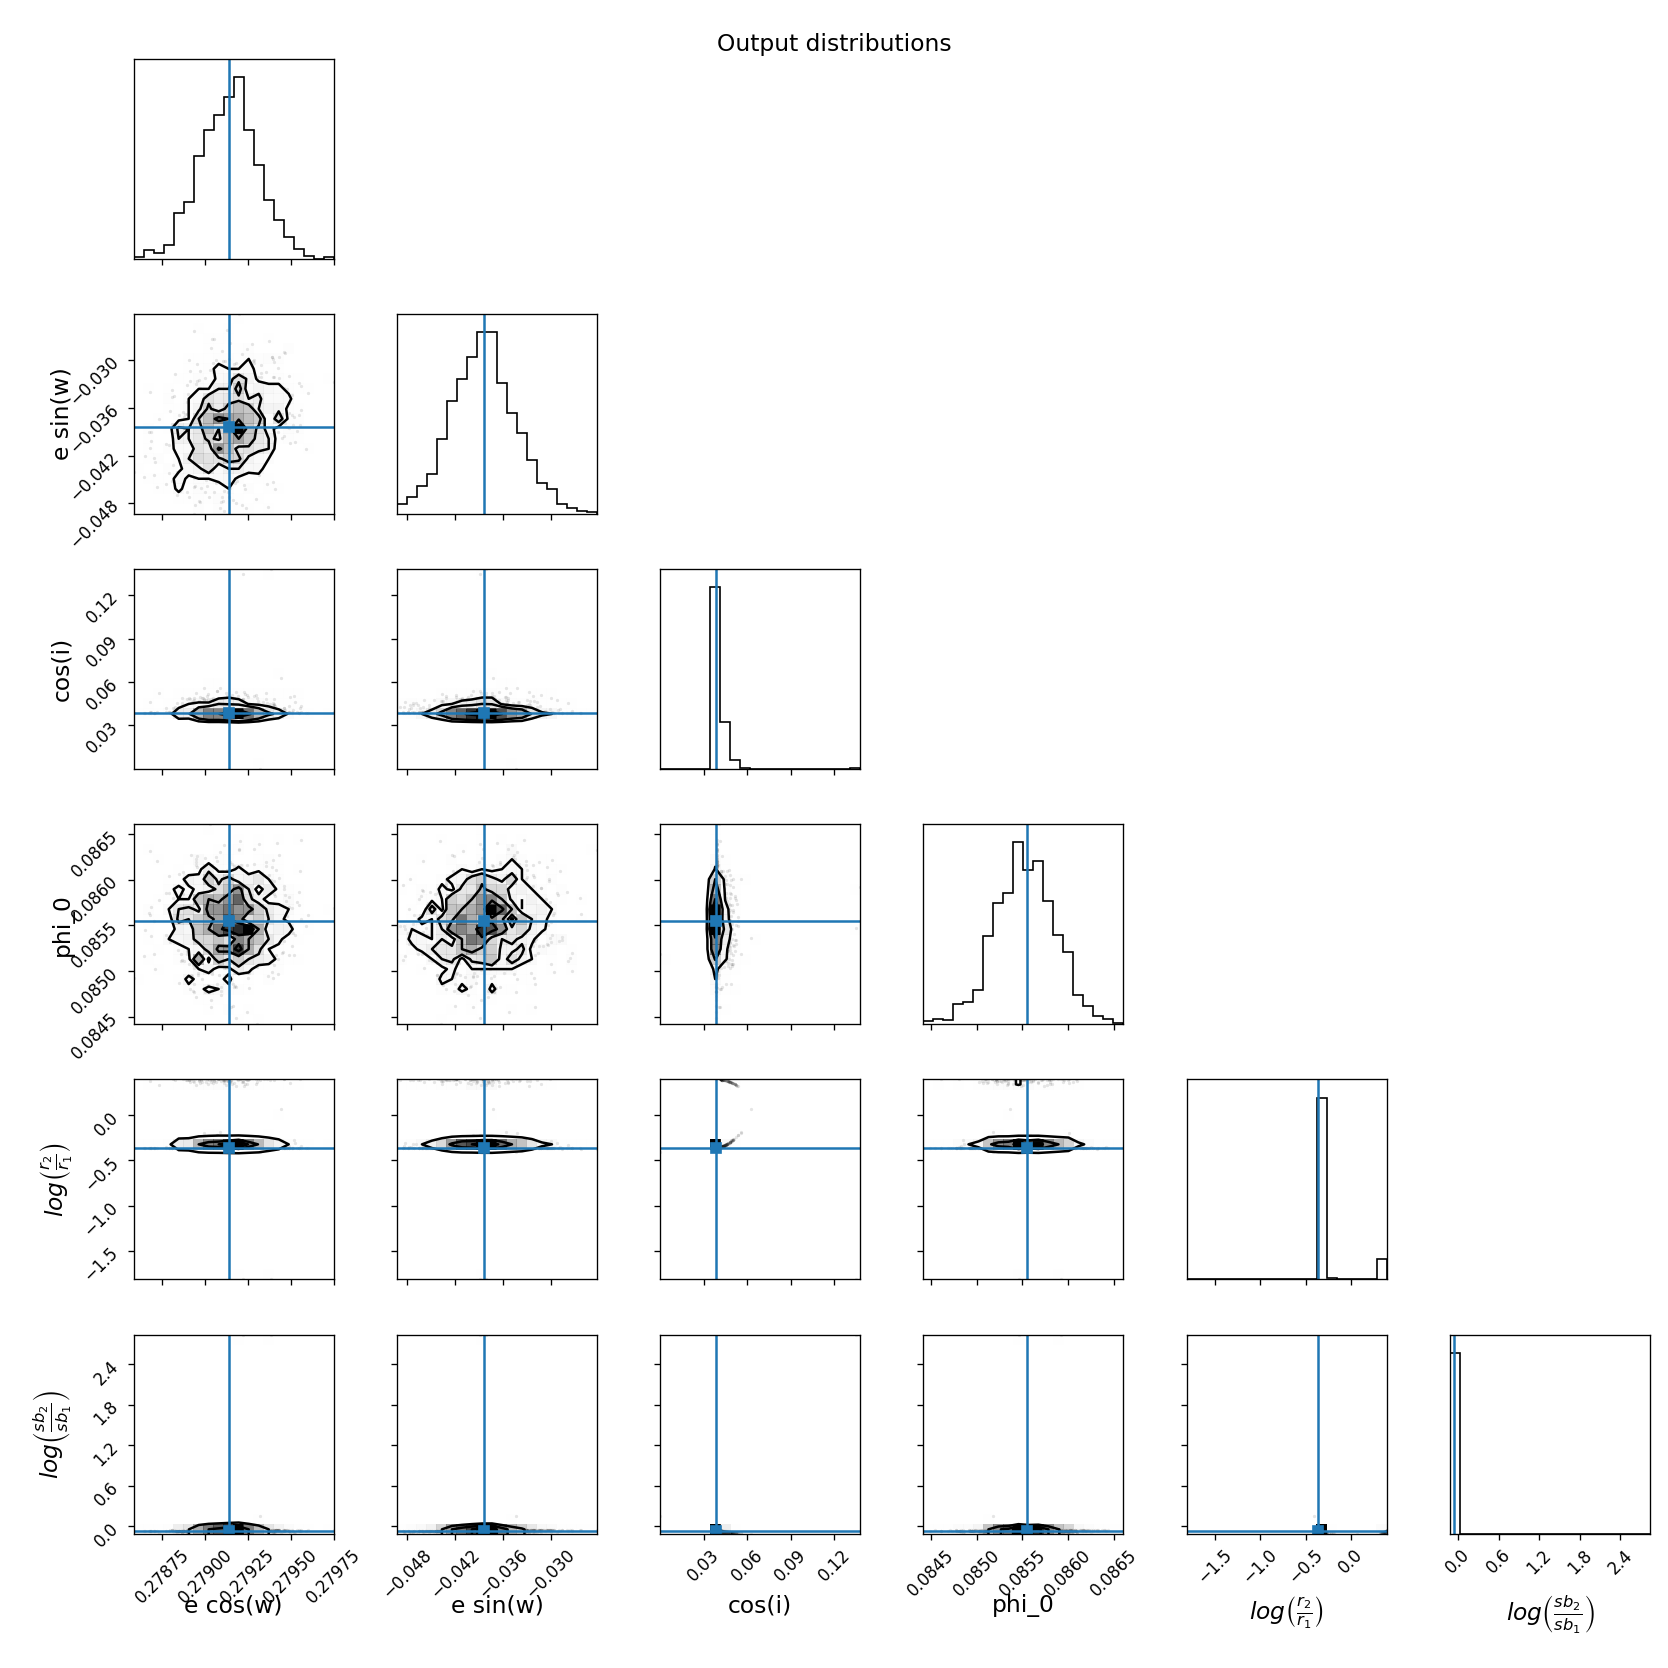 Output distributions
e sin(w)
−0.030
−0.036
−0.042
−0.048
cos(i)
0.12
0.09
0.06
0.03
phi_0
0.0865
0.0860
0.0855
0.0850
0.0845
log(r₂/r₁)
0.0
−0.5
−1.0
−1.5
log(sb₂/sb₁)
2.4
1.8
1.2
0.6
0.0
0.27875 0.27900 0.27925 0.27950 0.27975
−0.048 −0.042 −0.036 −0.030
0.03 0.06 0.09 0.12
0.0845 0.0850 0.0855 0.0860 0.0865
−1.5 −1.0 −0.5 0.0
0.0 0.6 1.2 1.8 2.4
e cos(w) e sin(w) cos(i) phi_0 log(r₂/r₁) log(sb₂/sb₁)